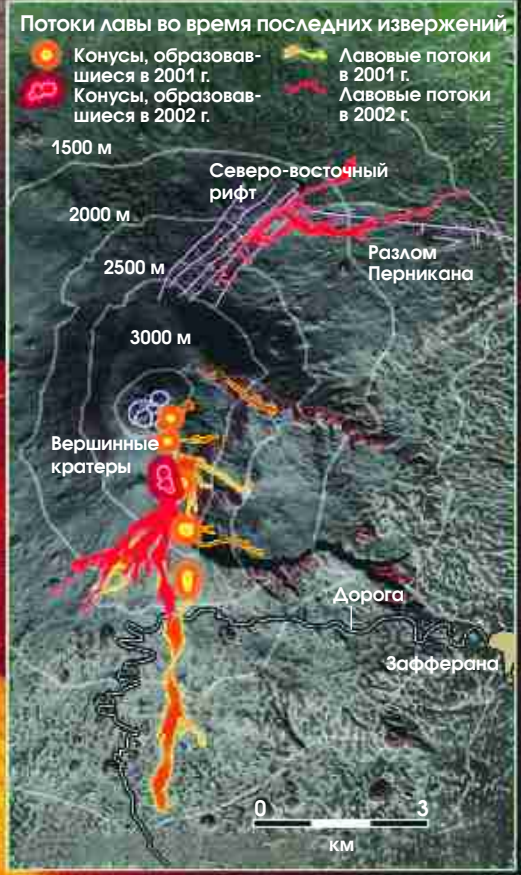 Потоки лавы во время последних извержений
Конусы, образовав-
шиеся в 2001 г.
Конусы, образовав-
шиеся в 2002 г.
Лавовые потоки
в 2001 г.
Лавовые потоки
в 2002 г.
1500 м
Северо-восточный
рифт
2000 м
Разлом
Перникана
2500 м
3000 м
Вершинные
кратеры
Дорога
Зафферана
0 3
км